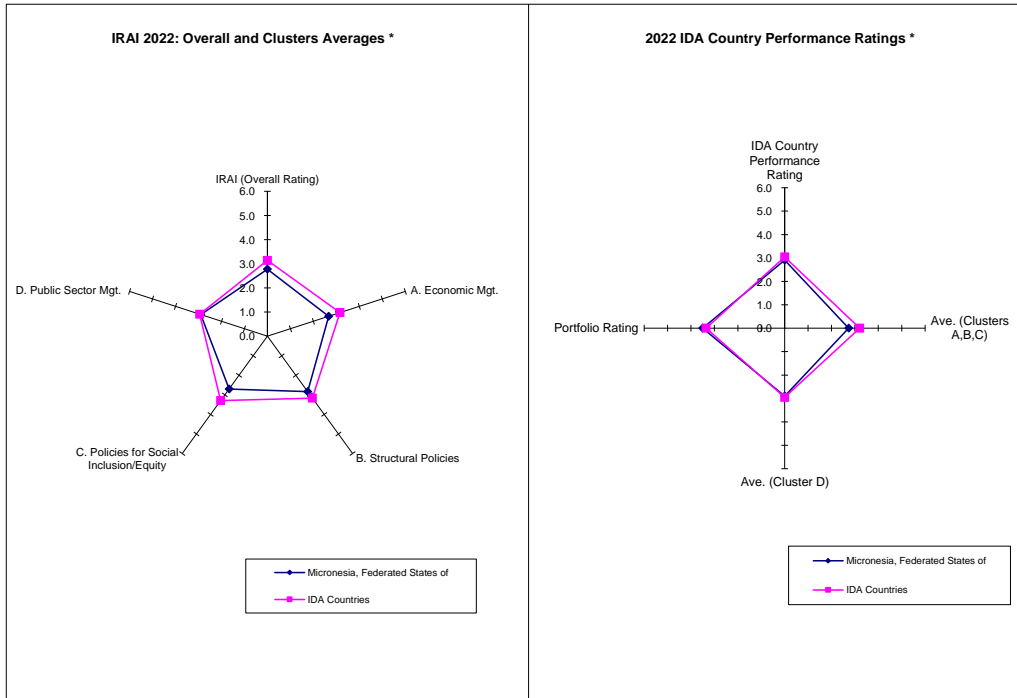 IRAI 2022: Overall and Clusters Averages *
IRAI (Overall Rating)
6.0
5.0
4.0
3.0
2.0
1.0
0.0
A. Economic Mgt.
B. Structural Policies
C. Policies for Social
Inclusion/Equity
D. Public Sector Mgt.
Micronesia, Federated States of
IDA Countries
2022 IDA Country Performance Ratings *
IDA Country
Performance
Rating
6.0
5.0
4.0
3.0
2.0
1.0
0.0
Ave. (Clusters
A,B,C)
Ave. (Cluster D)
Portfolio Rating
Micronesia, Federated States of
IDA Countries